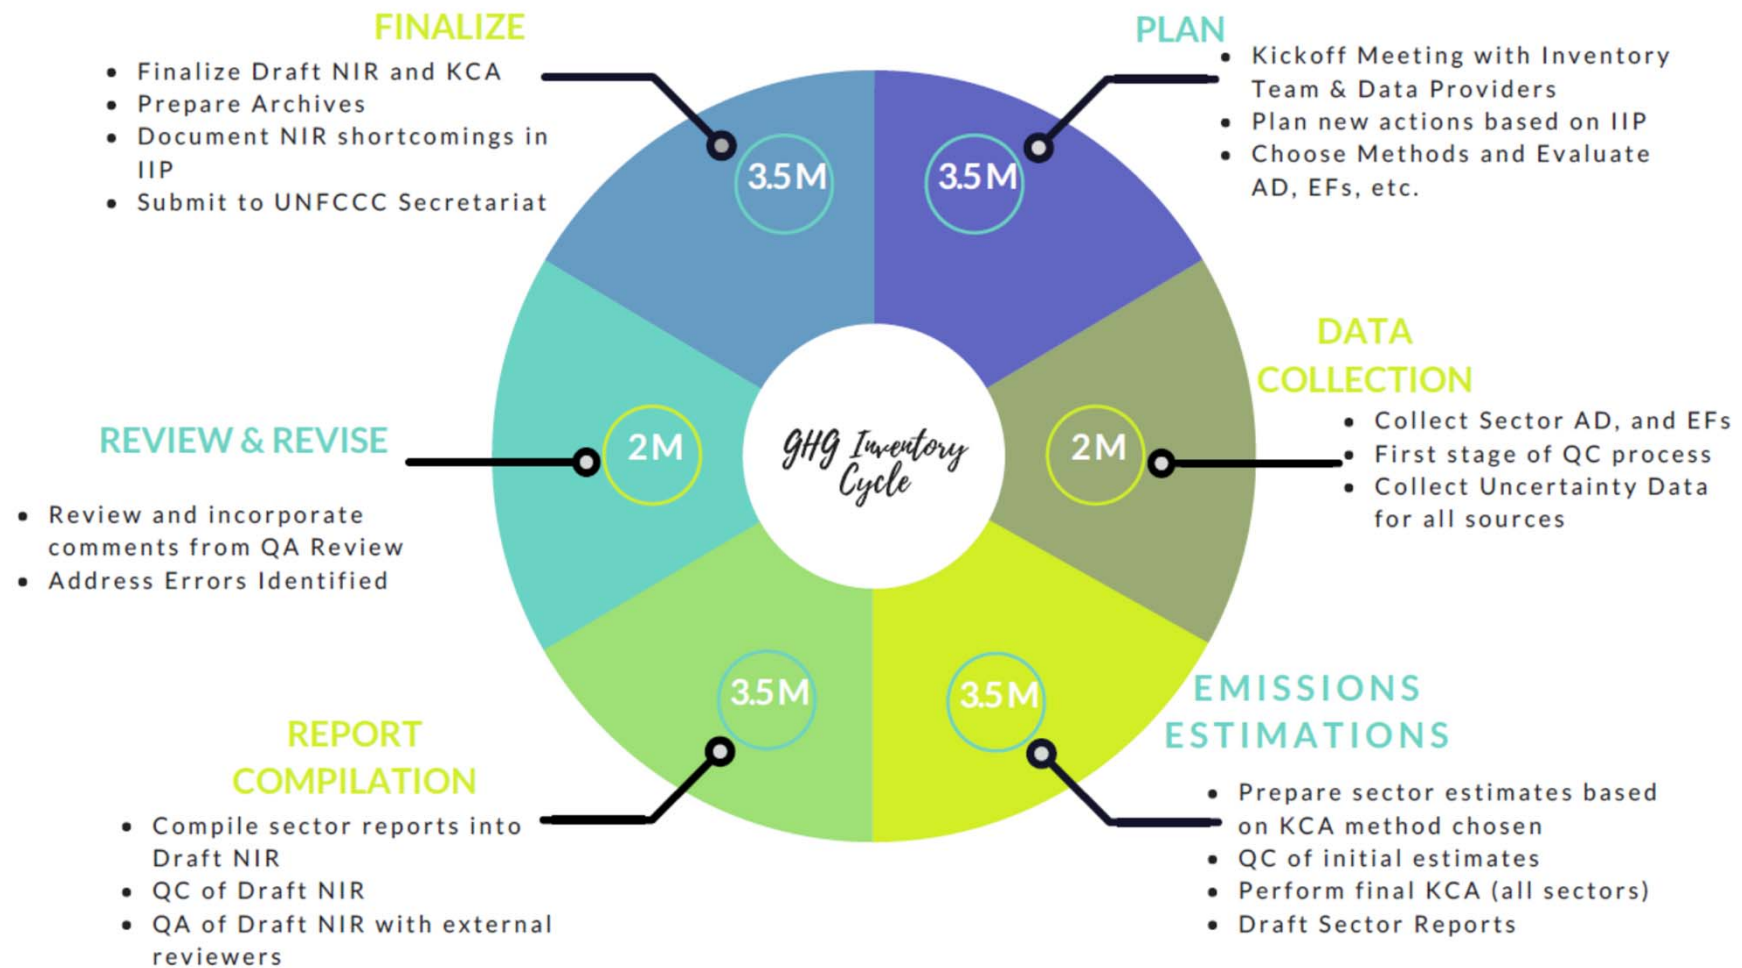 FINALIZE
• Finalize Draft NIR and KCA
• Prepare Archives
• Document NIR shortcomings in
IIP
• Submit to UNFCCC Secretariat
PLAN
• Kickoff Meeting with Inventory
Team & Data Providers
• Plan new actions based on IIP
• Choose Methods and Evaluate
AD, EFs, etc.
3.5M
3.5M
DATA
COLLECTION
• Collect Sector AD, and EFs
• First stage of QC process
• Collect Uncertainty Data
for all sources
REVIEW & REVISE
• Review and incorporate
comments from QA Review
• Address Errors Identified
2M
GHG Inventory
Cycle
2M
3.5M
3.5M
EMISSIONS
ESTIMATIONS
• Prepare sector estimates based
on KCA method chosen
• QC of initial estimates
• Perform final KCA (all sectors)
• Draft Sector Reports
REPORT
COMPILATION
• Compile sector reports into
Draft NIR
• QC of Draft NIR
• QA of Draft NIR with external
reviewers